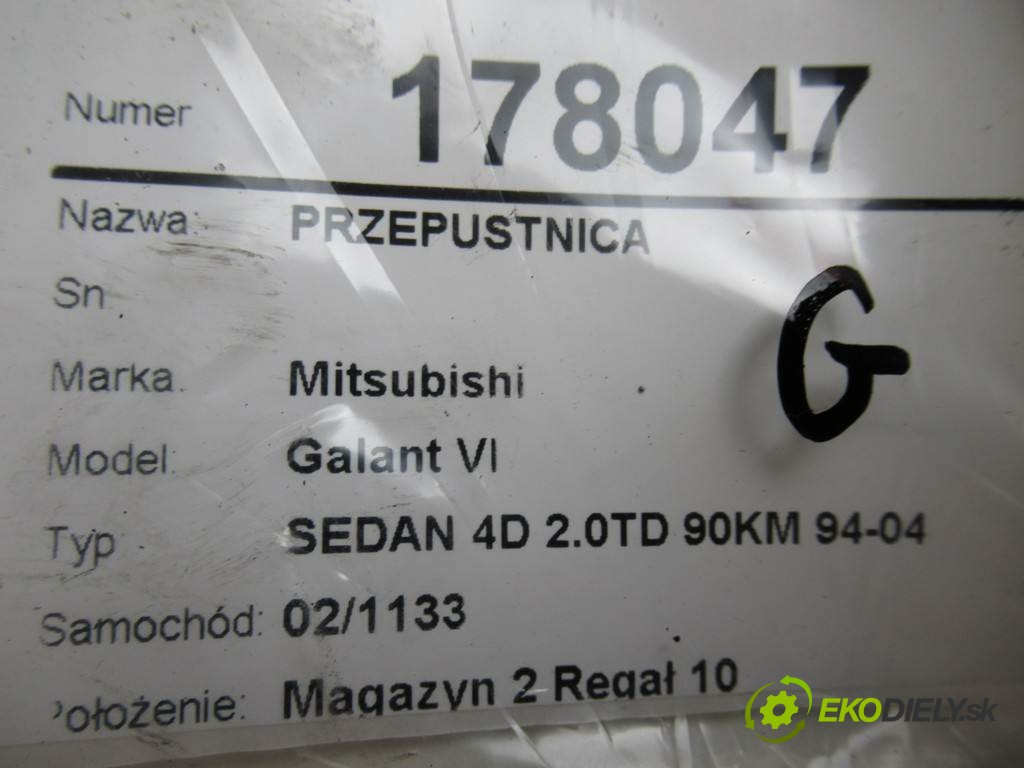 Numer 178047
Nazwa: PRZEPUSTNICA
Sn
G
Marka. Mitsubishi
Model: Galant VI
Typ SEDAN 4D 2.0TD 90KM 94-04
Samochód: 02/1133
ołożenie: Magazyn 2 Regał 10
EKODIELY.sk